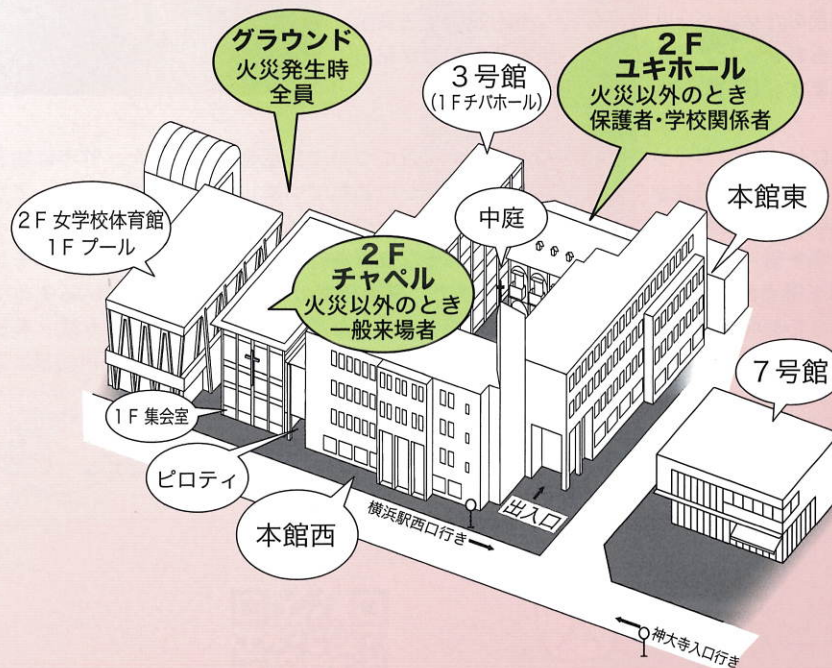 グラウンド
火災発生時
全員
3号館
(1Fチバホール)
2F
ユキホール
火災以外のとき
保護者・学校関係者
本館東
2F 女学校体育館
1F プール
中庭
2F
チャペル
火災以外のとき
一般来場者
7号館
1F 集会室
ピロティ
本館西
横浜駅西口行き
出入口
神大寺入口行き